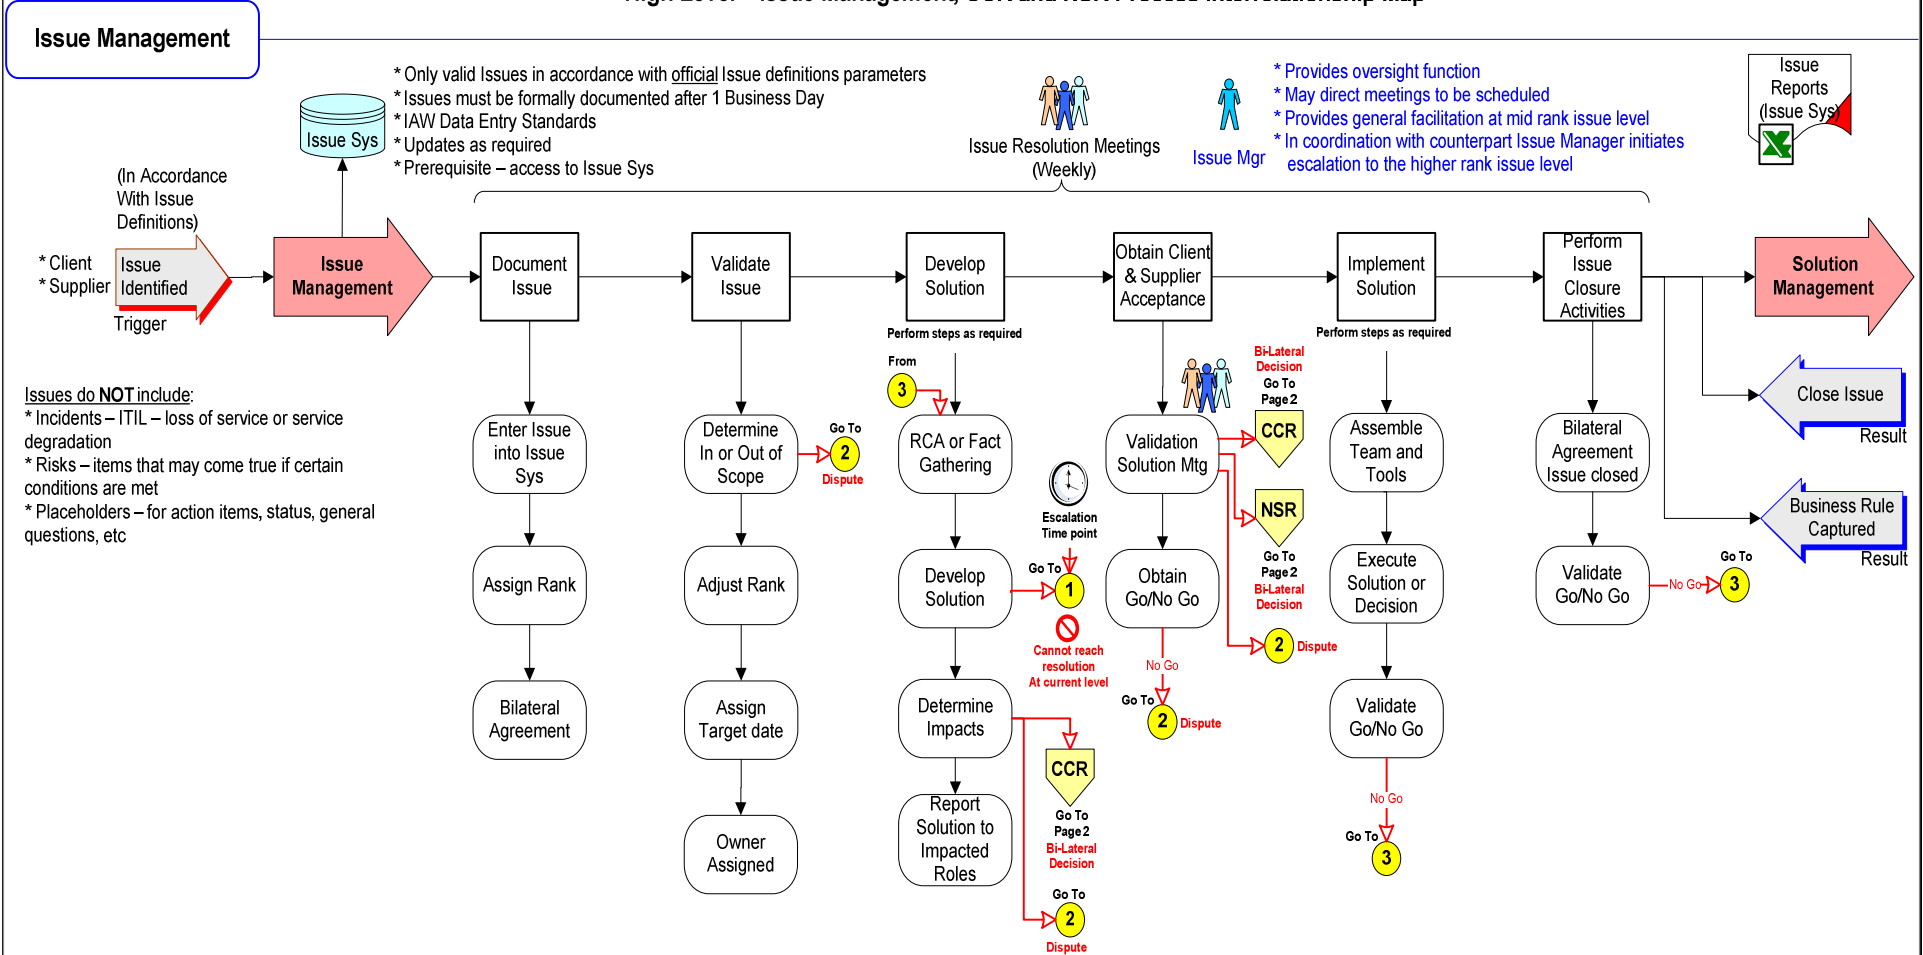 High Level - Issue Management, CCR and NSR Process Interrelationship Map
Issue Management
* Only valid Issues in accordance with official Issue definitions parameters
* Issues must be formally documented after 1 Business Day
* IAW Data Entry Standards
* Updates as required
* Prerequisite – access to Issue Sys
Issue Sys
Issue Resolution Meetings
(Weekly)
Issue Mgr
* Provides oversight function
* May direct meetings to be scheduled
* Provides general facilitation at mid rank issue level
* In coordination with counterpart Issue Manager initiates
escalation to the higher rank issue level
Issue
Reports
(Issue Sys)
(In Accordance
With Issue
Definitions)
* Client
* Supplier
Issue
Identified
Trigger
Issue
Management
Document
Issue
Validate
Issue
Develop
Solution
Perform steps as required
Obtain Client
& Supplier
Acceptance
Implement
Solution
Perform steps as required
Perform
Issue
Closure
Activities
Solution
Management
Close Issue
Result
Business Rule
Captured
Result
Issues do NOT include:
* Incidents – ITIL – loss of service or service
degradation
* Risks – items that may come true if certain
conditions are met
* Placeholders – for action items, status, general
questions, etc
Enter Issue
into Issue
Sys
Assign Rank
Bilateral
Agreement
Determine
In or Out of
Scope
Go To
2
Dispute
Adjust Rank
Assign
Target date
Owner
Assigned
From
3
RCA or Fact
Gathering
Escalation
Time point
Develop
Solution
Go To
1
Cannot reach
resolution
At current level
Determine
Impacts
CCR
Go To
Page 2
Bi-Lateral
Decision
Report
Solution to
Impacted
Roles
Go To
2
Dispute
Validation
Solution Mtg
Bi-Lateral
Decision
Go To
Page 2
CCR
NSR
Go To
Page 2
Bi-Lateral
Decision
2
Dispute
Obtain
Go/No Go
No Go
Go To
2
Dispute
Assemble
Team and
Tools
Execute
Solution or
Decision
Validate
Go/No Go
No Go
Go To
3
Bilateral
Agreement
Issue closed
Validate
Go/No Go
No Go
Go To
3